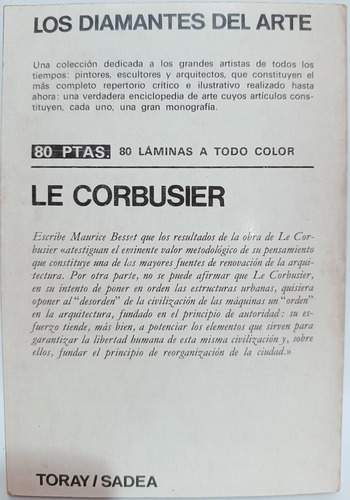 LOS DIAMANTES DEL ARTE
Una colección dedicada a los grandes artistas de todos los
tiempos: pintores, escultores y arquitectos, que constituyen el
más completo repertorio crítico e ilustrativo realizado hasta
ahora: una verdadera enciclopedia de arte cuyos artículos cons-
tituyen, cada uno, una gran monografía.
80 PTAS. 80 LÁMINAS A TODO COLOR
LE CORBUSIER
Escribe Maurice Besset que los resultados de la obra de Le Cor-
busier «atestiguan el eminente valor metodológico de su pensamiento
que constituye una de las mayores fuentes de renovación de la arqui-
tectura. Por otra parte, no se puede afirmar que Le Corbusier,
en su intento de poner en orden las estructuras urbanas, quisiera
oponer al "desorden" de la civilización de las máquinas un "orden"
en la arquitectura, fundado en el principio de autoridad: su es-
fuerzo tiende, más bien, a potenciar los elementos que sirven para
garantizar la libertad humana de esta misma civilización y, sobre
ellos, fundar el principio de reorganización de la ciudad.»
TORAY/SADEA